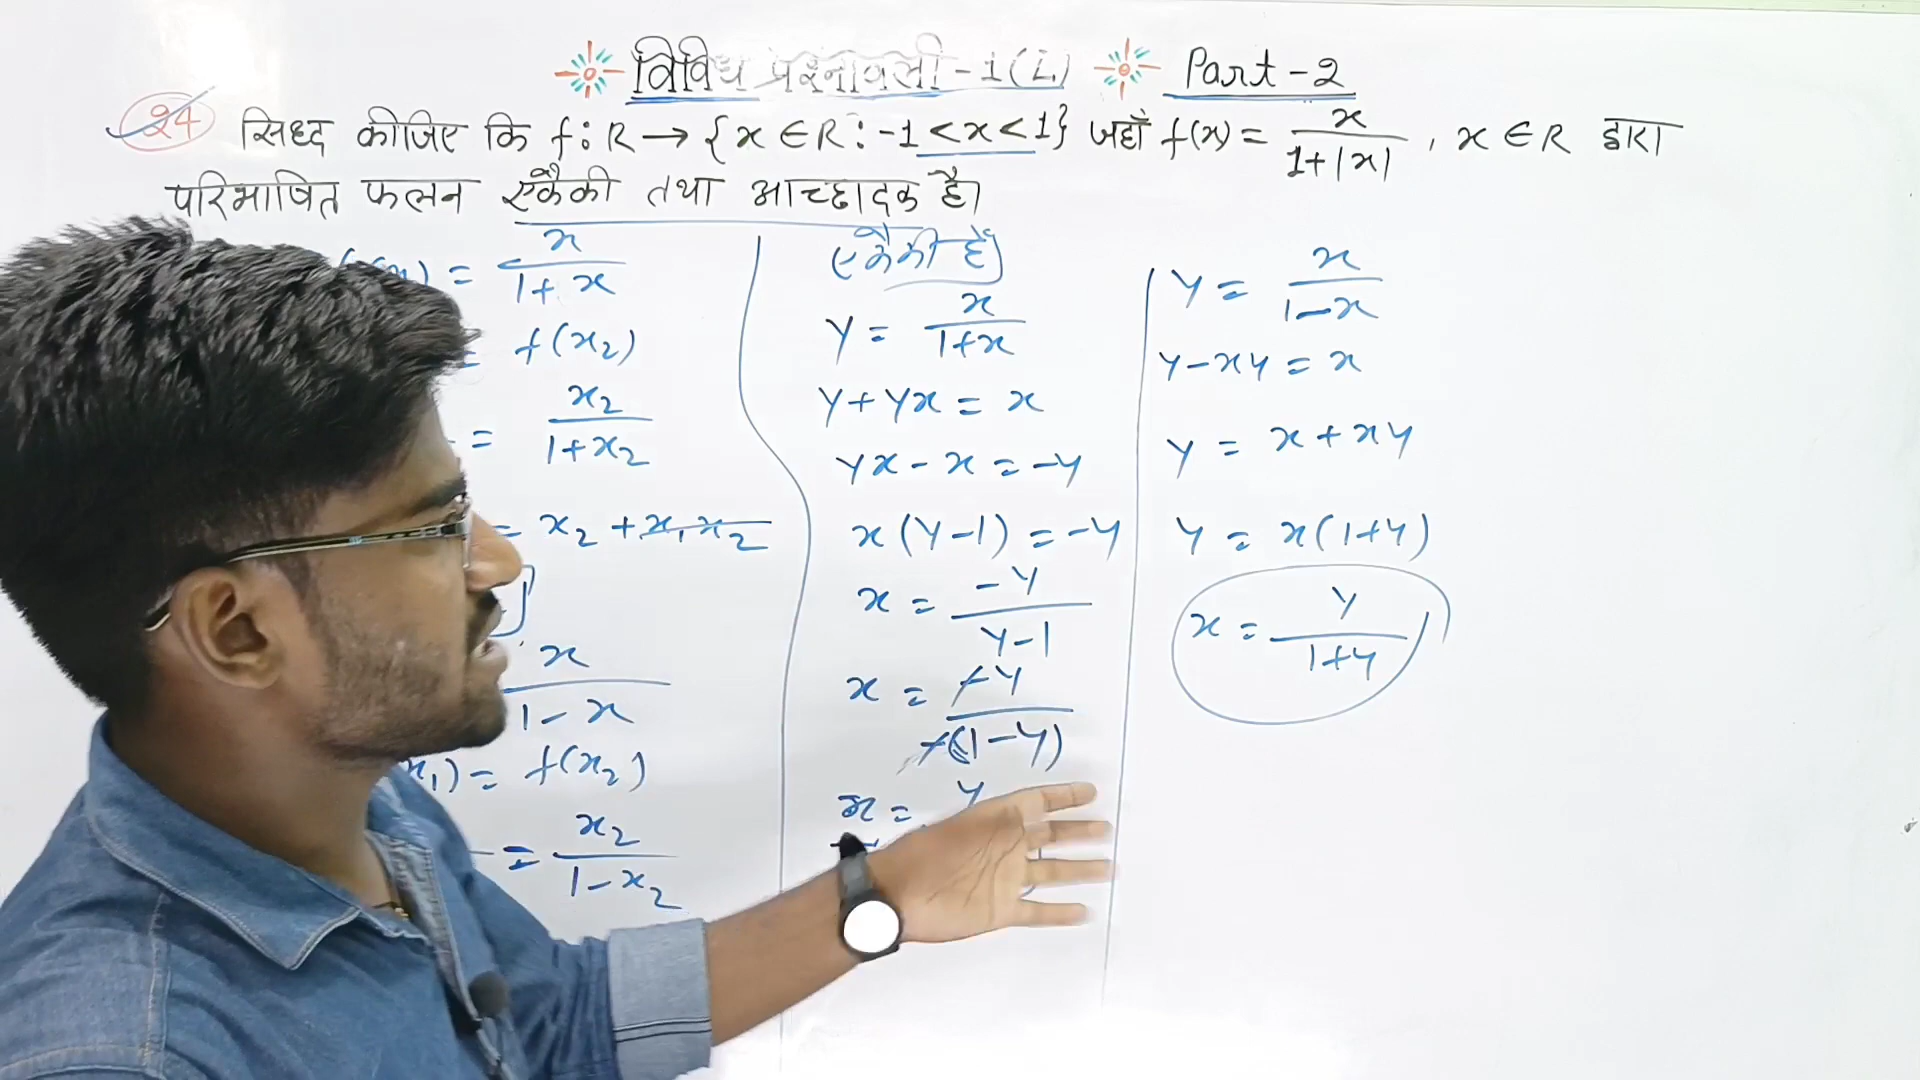 विविध प्रश्नावली-1(i) Part-2
24 सिध्द कीजिए कि f:R→{x∈R:-1<x<1} जहाँ f(x)= x/(1+|x|), x∈R द्वारा
परिभाषित फलन एकैकी तथा आच्छादक है।
= x/(1+x)
= f(x₂)
= x₂/(1+x₂)
= x₂+x₁x₂
x/(1-x)
x₁)= f(x₂)
= x₂/(1-x₂)
(एकैकी है)
y = x/(1+x)
y+yx = x
yx-x = -y
x(y-1) = -y
x = -y/(y-1)
x = -y/-(1-y)
x = y
y = x/(1-x)
y-xy = x
y = x+xy
y = x(1+y)
x = y/(1+y)